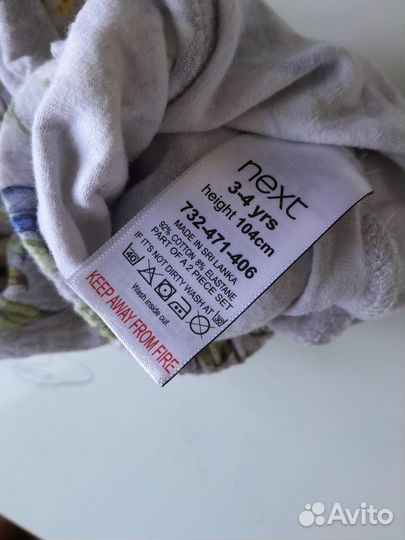 next
3-4 yrs
height 104cm
732-471-406
MADE IN SRI LANKA
92% COTTON 8% ELASTANE
PART OF A 2 PIECE SET
IF IT'S NOT DIRTY WASH AT 30
40
Wash inside out
KEEP AWAY FROM FIRE
Avito